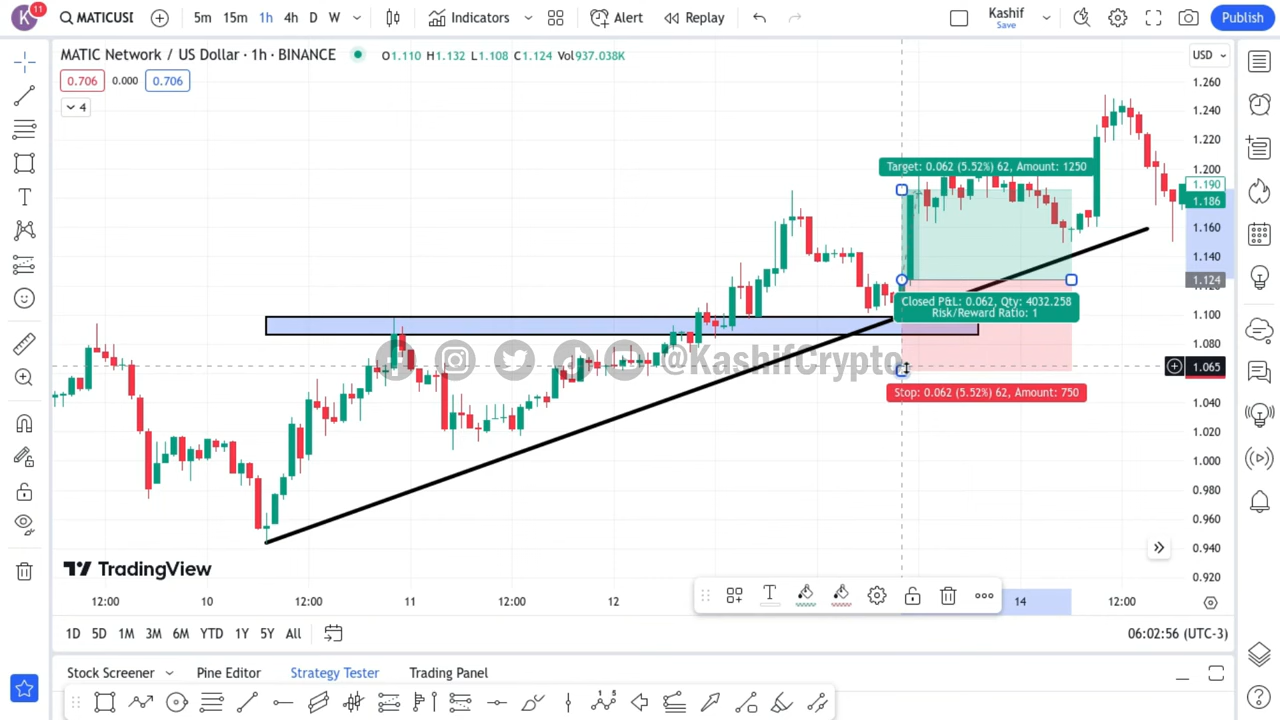 K 11 MATICUSI 5m 15m 1h 4h D W Indicators Alert Replay Kashif Save Publish
MATIC Network / US Dollar · 1h · BINANCE O1.110 H1.132 L1.108 C1.124 Vol937.038K USD
0.706 0.000 0.706
4
1.260
1.240
1.220
1.200
1.190
1.186
1.160
1.140
1.124
1.120
1.100
1.080
1.065
1.040
1.020
1.000
0.980
0.960
0.940
0.920
Target: 0.062 (5.52%) 62, Amount: 1250
Closed P&L: 0.062, Qty: 4032.258
Risk/Reward Ratio: 1
@KashifCrypto
Stop: 0.062 (5.52%) 62, Amount: 750
TradingView
12:00 10 12:00 11 12:00 12 14 12:00
1D 5D 1M 3M 6M YTD 1Y 5Y All 06:02:56 (UTC-3)
Stock Screener Pine Editor Strategy Tester Trading Panel